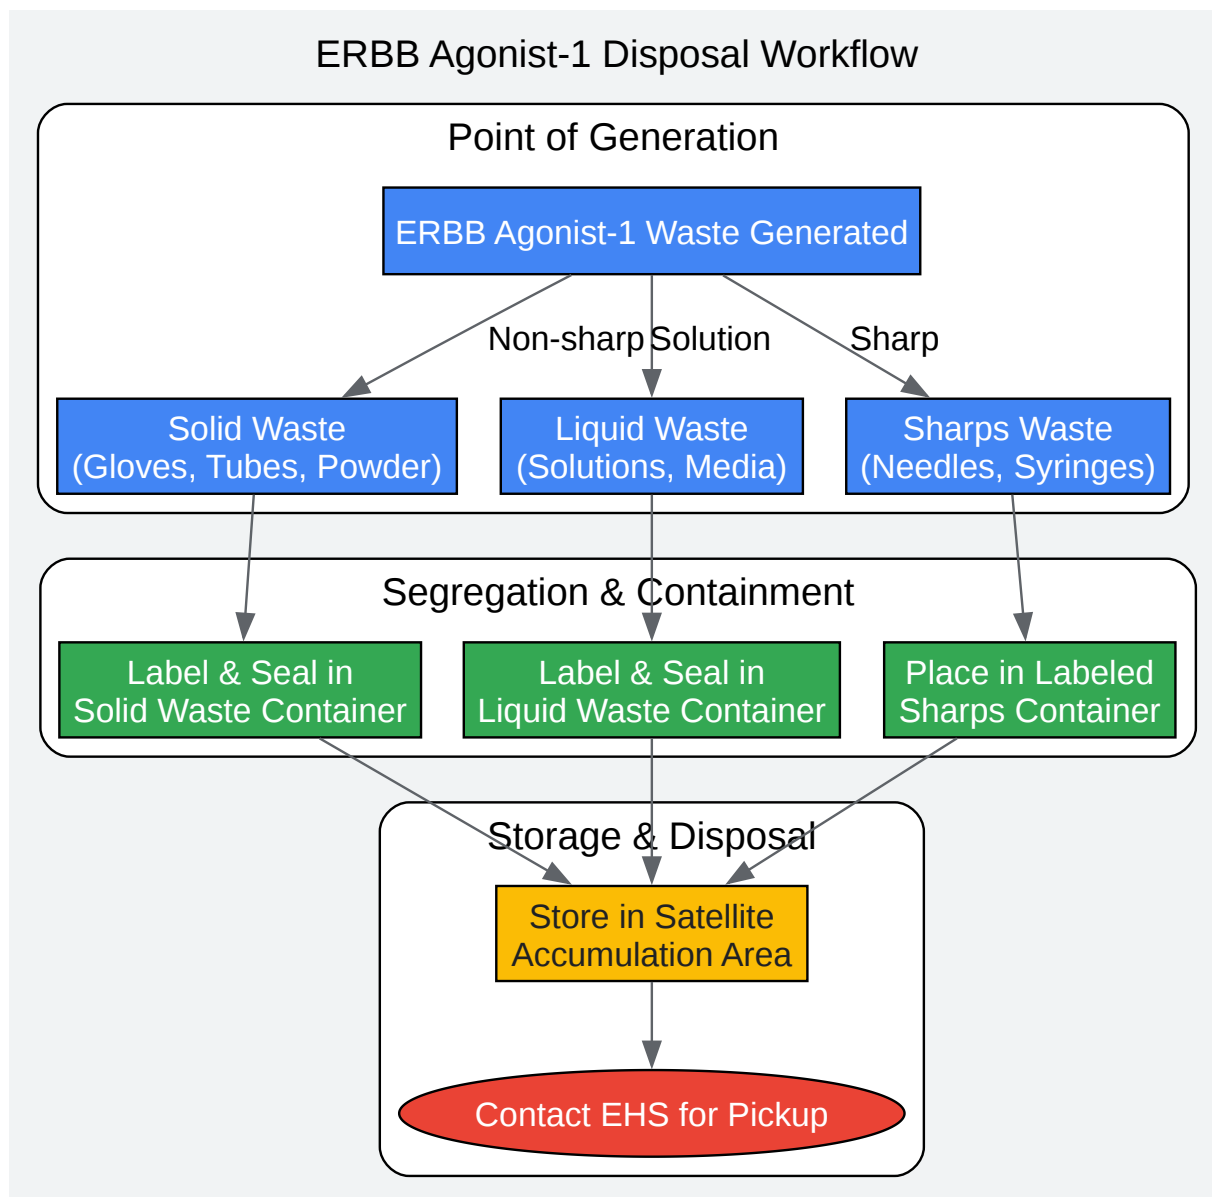 ERBB Agonist-1 Disposal Workflow
Point of Generation
ERBB Agonist-1 Waste Generated
Non-sharp
Solution
Sharp
Solid Waste
(Gloves, Tubes, Powder)
Liquid Waste
(Solutions, Media)
Sharps Waste
(Needles, Syringes)
Segregation & Containment
Label & Seal in
Solid Waste Container
Label & Seal in
Liquid Waste Container
Place in Labeled
Sharps Container
Storage & Disposal
Store in Satellite
Accumulation Area
Contact EHS for Pickup